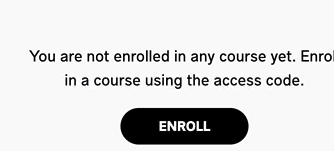 You are not enrolled in any course yet. Enrol
in a course using the access code.
ENROLL